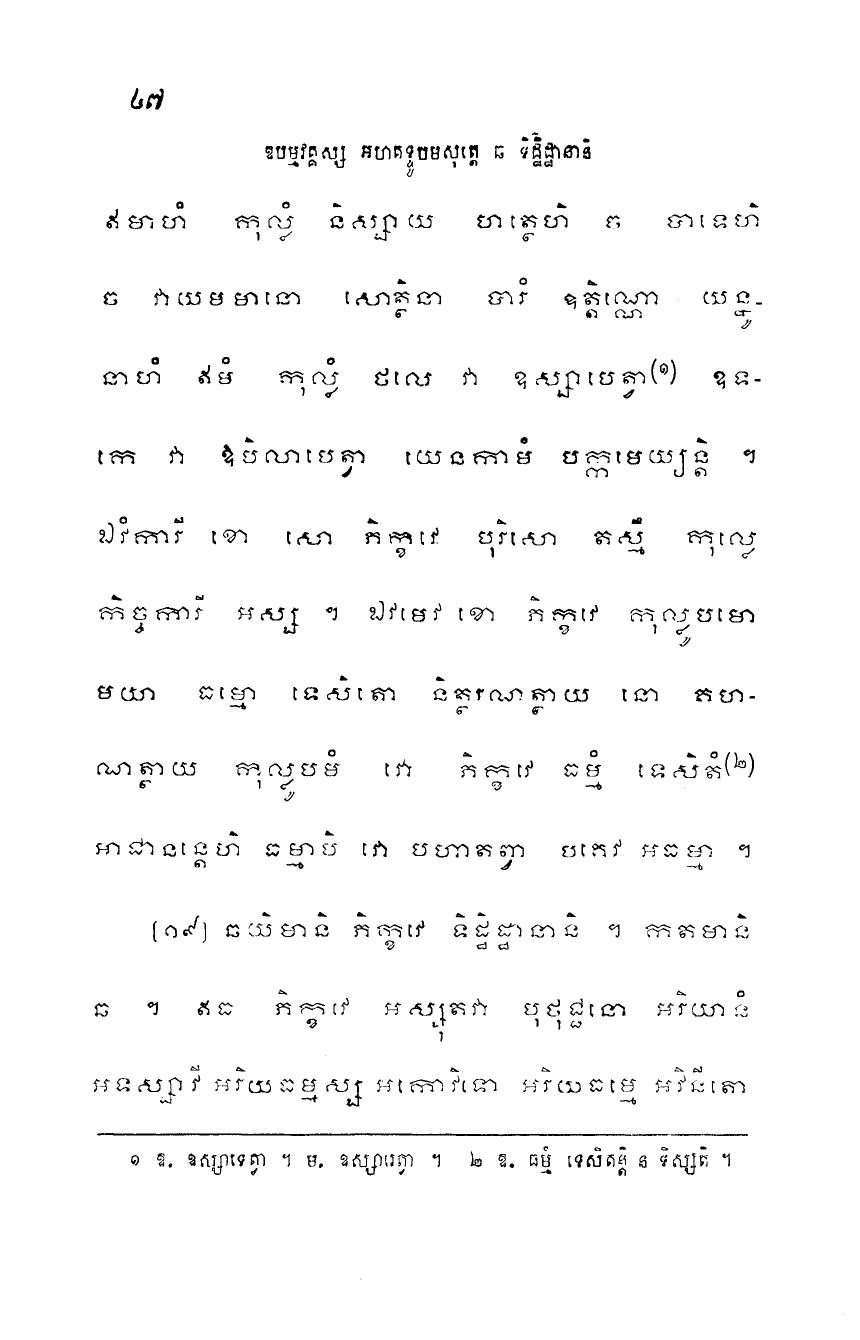 ៤៧
ឱបម្មវគ្គស្ស អលគទ្ទូបមសុត្តេ ឆ ទិដ្ឋិដ្ឋានានិ
ឥមាហំ កុល្លំ និស្សាយ ហត្ថេហិ ច បាទេហិ
ច វាយមមានោ សោត្ថិនា បារំ ឧត្តិណ្ណោ យន្នូ-
នាហំ ឥមំ កុល្លំ ថលេ វា ឧស្សាបេត្វា(១) ឧទ-
កេ វា ឱបិលាបេត្វា យេនកាមំ បក្កមេយ្យន្តិ ។
ឯវំការី ខោ សោ ភិក្ខវេ បុរិសោ តស្មឹ កុល្លេ
កិច្ចការី អស្ស ។ ឯវមេវ ខោ ភិក្ខវេ កុល្លូបមោ
មយា ធម្មោ ទេសិតោ និត្ថរណត្ថាយ នោ គហ-
ណត្ថាយ កុល្លូបមំ វោ ភិក្ខវេ ធម្មំ ទេសិតំ(២)
អាជានន្តេហិ ធម្មាបិ វោ បហាតព្វា បគេវ អធម្មា ។
[១៩] ឆយិមានិ ភិក្ខវេ ទិដ្ឋិដ្ឋានានិ ។ កតមានិ
ឆ ។ ឥធ ភិក្ខវេ អស្សុតវា បុថុជ្ជនោ អរិយានំ
អទស្សាវី អរិយធម្មស្ស អកោវិទោ អរិយធម្មេ អវិនីតោ
១ ឱ. ឧស្សាទេត្វា ។ ម. ឧស្សារេត្វា ។ ២ ឱ. ធម្មំ ទេសិតន្តិ ន ទិស្សតិ ។